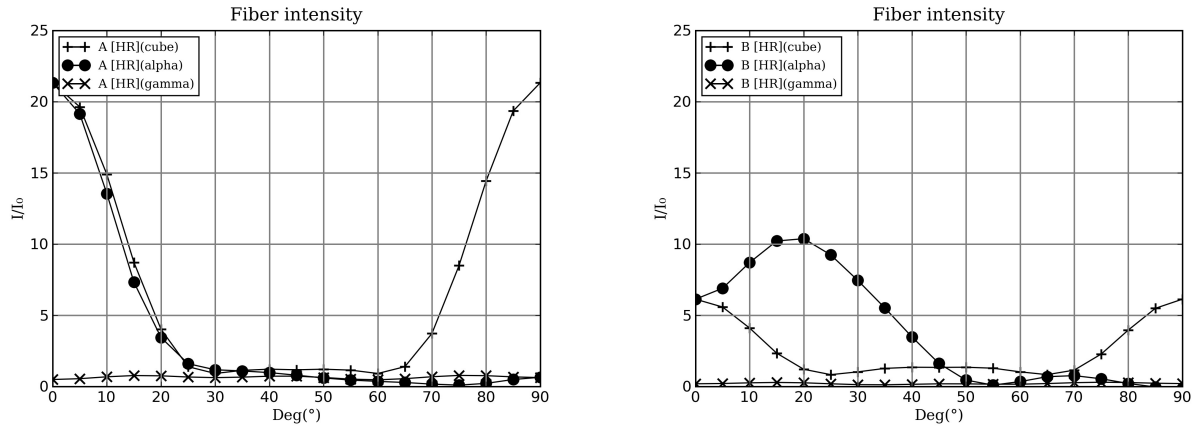 Fiber intensity
25
20
15
10
5
0
I/I₀
A [HR](cube)
A [HR](alpha)
A [HR](gamma)
0 10 20 30 40 50 60 70 80 90
Deg(°)
Fiber intensity
25
20
15
10
5
0
I/I₀
B [HR](cube)
B [HR](alpha)
B [HR](gamma)
0 10 20 30 40 50 60 70 80 90
Deg(°)